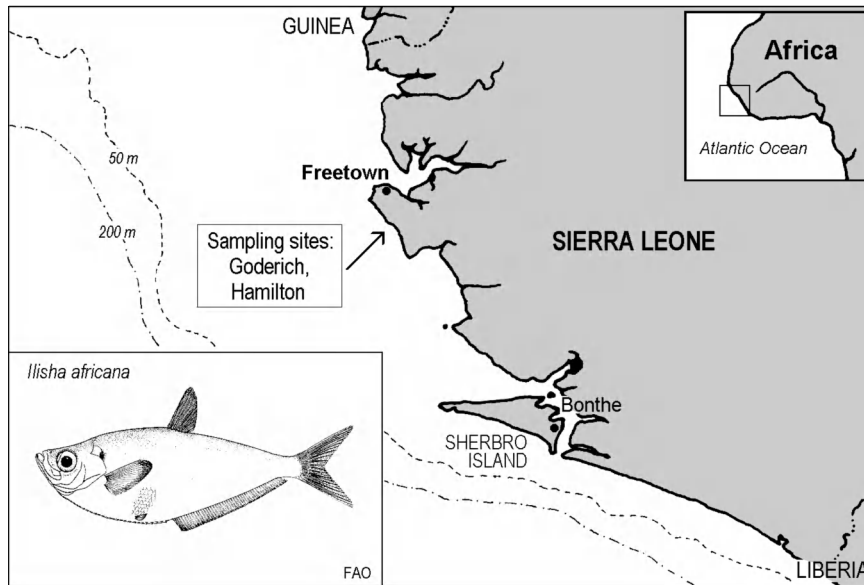 GUINEA
Africa
Atlantic Ocean
50 m
Freetown
200 m
Sampling sites:
Goderich,
Hamilton
SIERRA LEONE
Ilisha africana
Bonthe
SHERBRO
ISLAND
FAO
LIBERIA